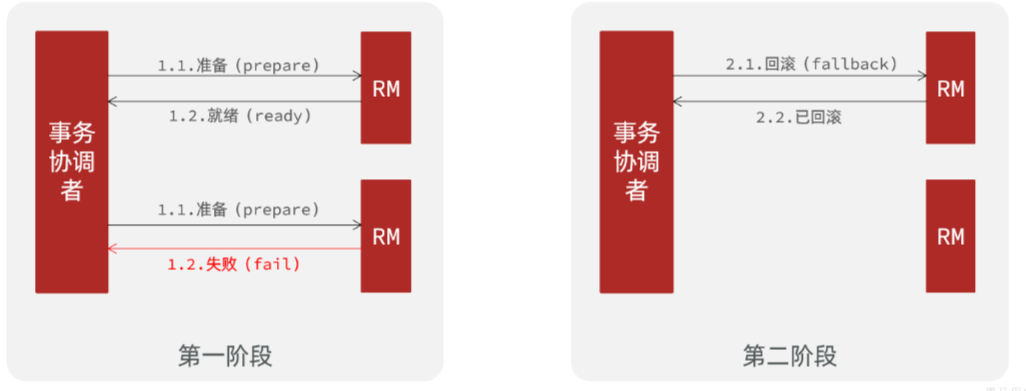 1.1.准备（prepare）
RM
1.2.就绪（ready）
事务
协调
者
1.1.准备（prepare）
RM
1.2.失败（fail）
第一阶段
2.1.回滚（fallback）
RM
2.2.已回滚
事务
协调
者
RM
第二阶段